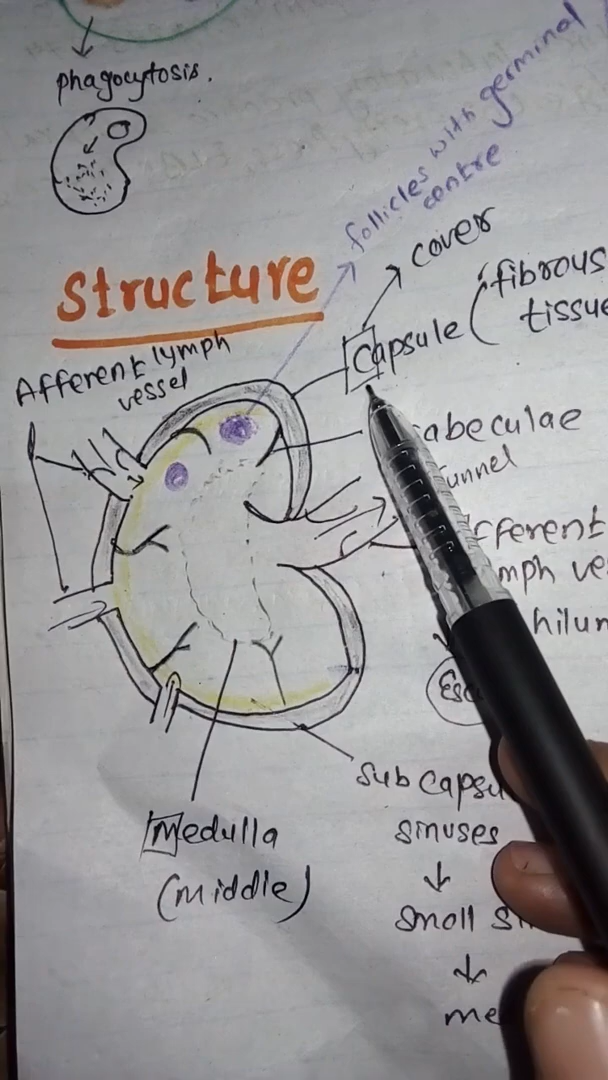 phagocytosis.
follicles with germinal
centre
Structure
cover
Capsule
fibrous
Afferent lymph
vessel
abeculae
unnel
fferent
mph ve
hilum
sub capsu
sinuses
Medulla
(middle)
small
me